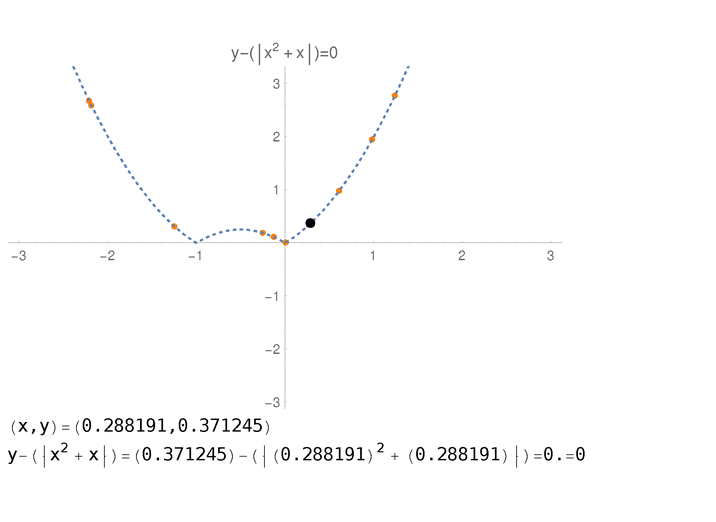 y−(|x² + x|)=0
3
2
1
−3 −2 −1 1 2 3
−1
−2
−3
(x,y)=(0.288191,0.371245)
y−(|x² + x|)=(0.371245)−(|(0.288191)² + (0.288191)|)=0.=0